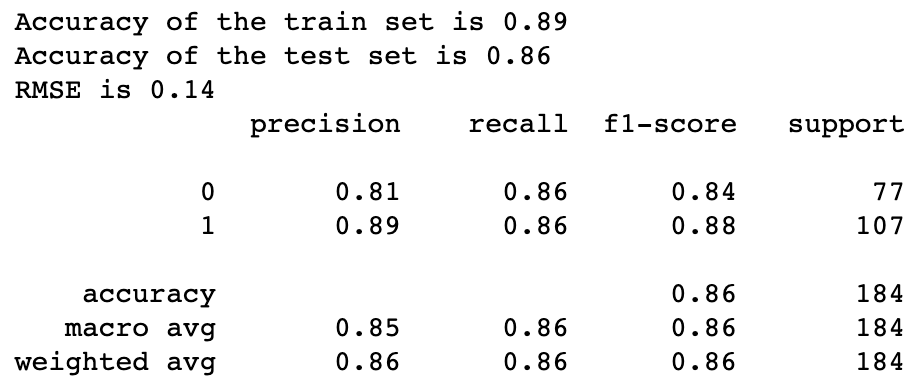 Accuracy of the train set is 0.89
Accuracy of the test set is 0.86
RMSE is 0.14
precision recall f1-score support
0 0.81 0.86 0.84 77
1 0.89 0.86 0.88 107
accuracy 0.86 184
macro avg 0.85 0.86 0.86 184
weighted avg 0.86 0.86 0.86 184